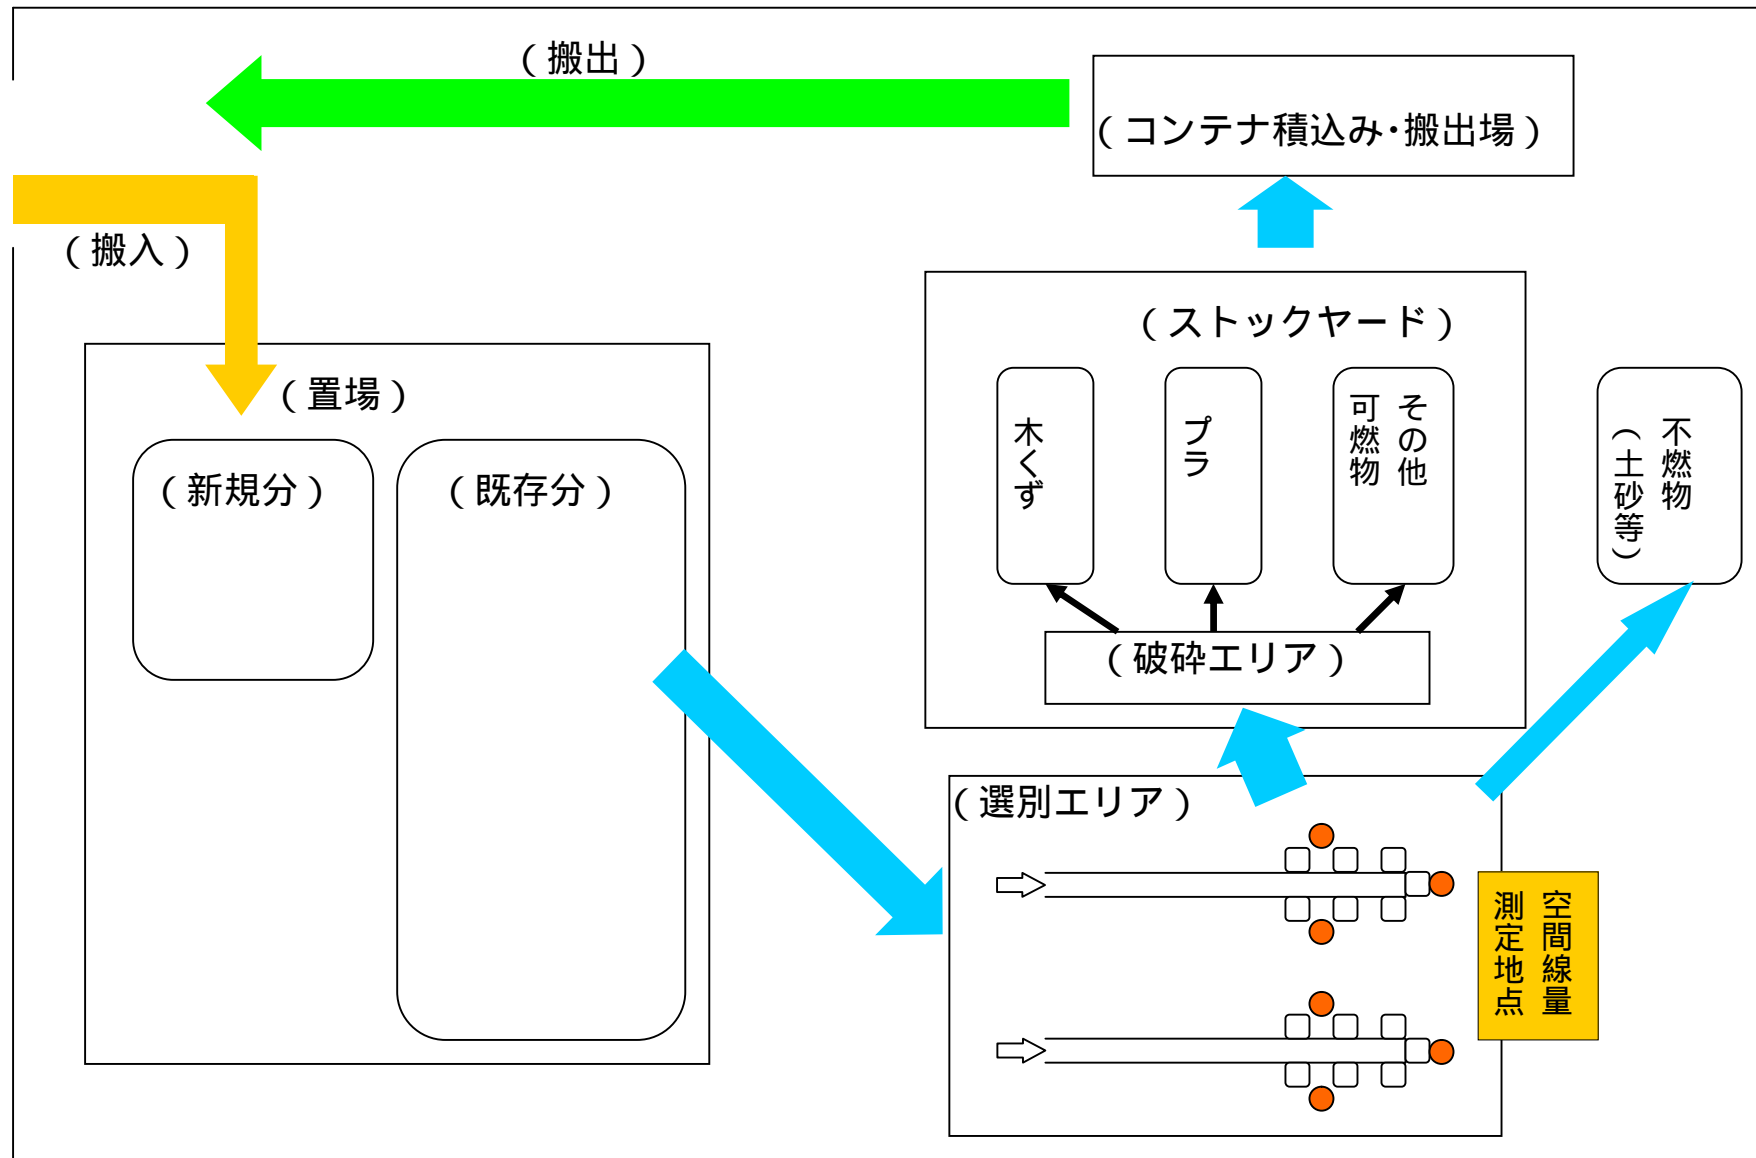 （搬出）
（コンテナ積込み・搬出場）
（搬入）
（ストックヤード）
（置場）
（新規分）
（既存分）
木くず
プラ
その他
可燃物
不燃物
（土砂等）
（破砕エリア）
（選別エリア）
空間線量
測定地点